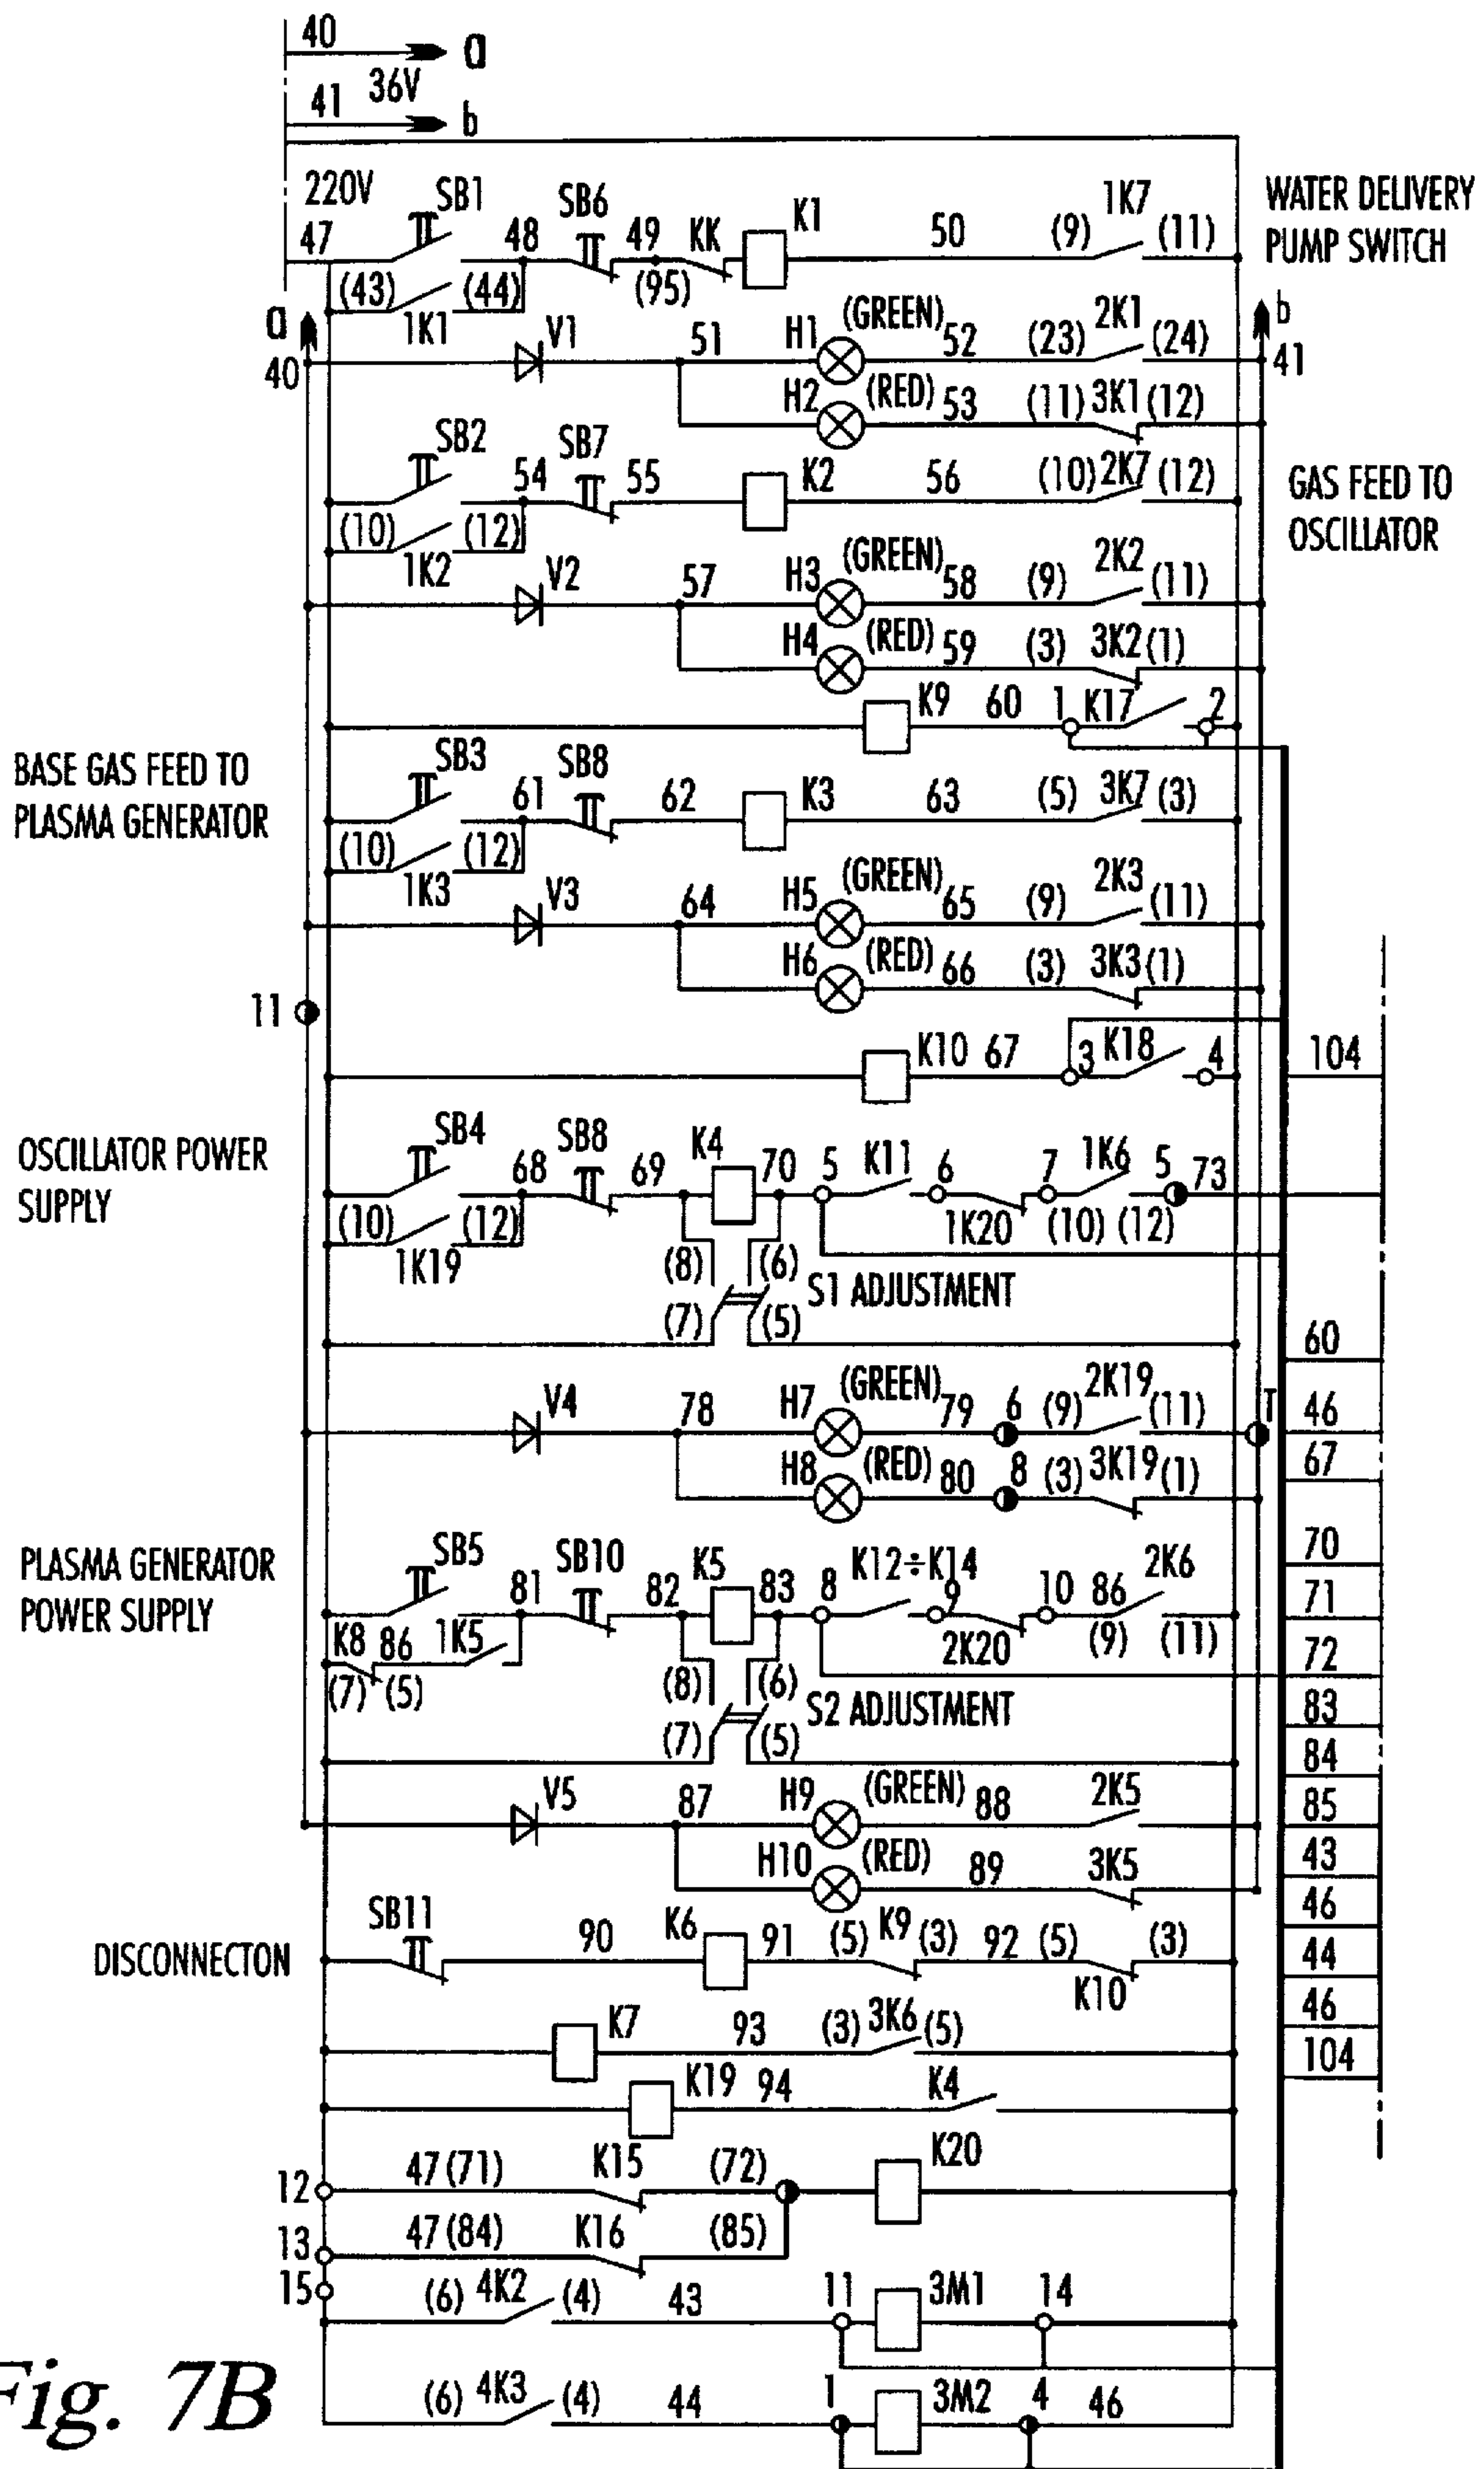 40 a
36V
41 b
220V SB1 SB6 K1 1K7 WATER DELIVERY
47 48 49 KK 50 (9) (11) PUMP SWITCH
(43) (44) (95)
a 1K1 V1 51 H1 (GREEN) 52 (23) 2K1 (24) b
40 41
H2 (RED) 53 (11) 3K1 (12)
SB2 SB7
54 55 K2 56 (10) 2K7 (12) GAS FEED TO
(10) (12) OSCILLATOR
1K2 V2 57 H3 (GREEN) 58 (9) 2K2 (11)
H4 (RED) 59 (3) 3K2 (1)
K9 60 1 K17 2
BASE GAS FEED TO SB3 SB8
PLASMA GENERATOR 61 62 K3 63 (5) 3K7 (3)
(10) (12)
1K3 V3 64 H5 (GREEN) 65 (9) 2K3 (11)
H6 (RED) 66 (3) 3K3 (1)
11
K10 67 3 K18 4 104
OSCILLATOR POWER SB4 SB8 K4
SUPPLY 68 69 70 5 K11 6 7 1K6 5 73
(10) (12) 1K20 (10) (12)
1K19 (8) (6)
S1 ADJUSTMENT
(7) (5)
60
V4 78 H7 (GREEN) 79 6 (9) 2K19 (11) T 46
H8 (RED) 80 8 (3) 3K19 (1) 67
PLASMA GENERATOR SB5 SB10 K5 K12÷K14 2K6 70
POWER SUPPLY 81 82 83 8 9 10 86 71
K8 86 1K5 2K20 (9) (11) 72
(7) (5) (8) (6)
S2 ADJUSTMENT 83
(7) (5) 84
V5 87 H9 (GREEN) 88 2K5 85
H10 (RED) 89 3K5 43
SB11 46
DISCONNECTON 90 K6 91 (5) K9 (3) 92 (5) (3) 44
K10
K7 93 (3) 3K6 (5) 46
K19 94 K4 104
12 47 (71) K15 (72) K20
13 47 (84) K16 (85)
15 (6) 4K2 (4) 43 11 3M1 14
(6) 4K3 (4) 44 1 3M2 4 46
Fig. 7B